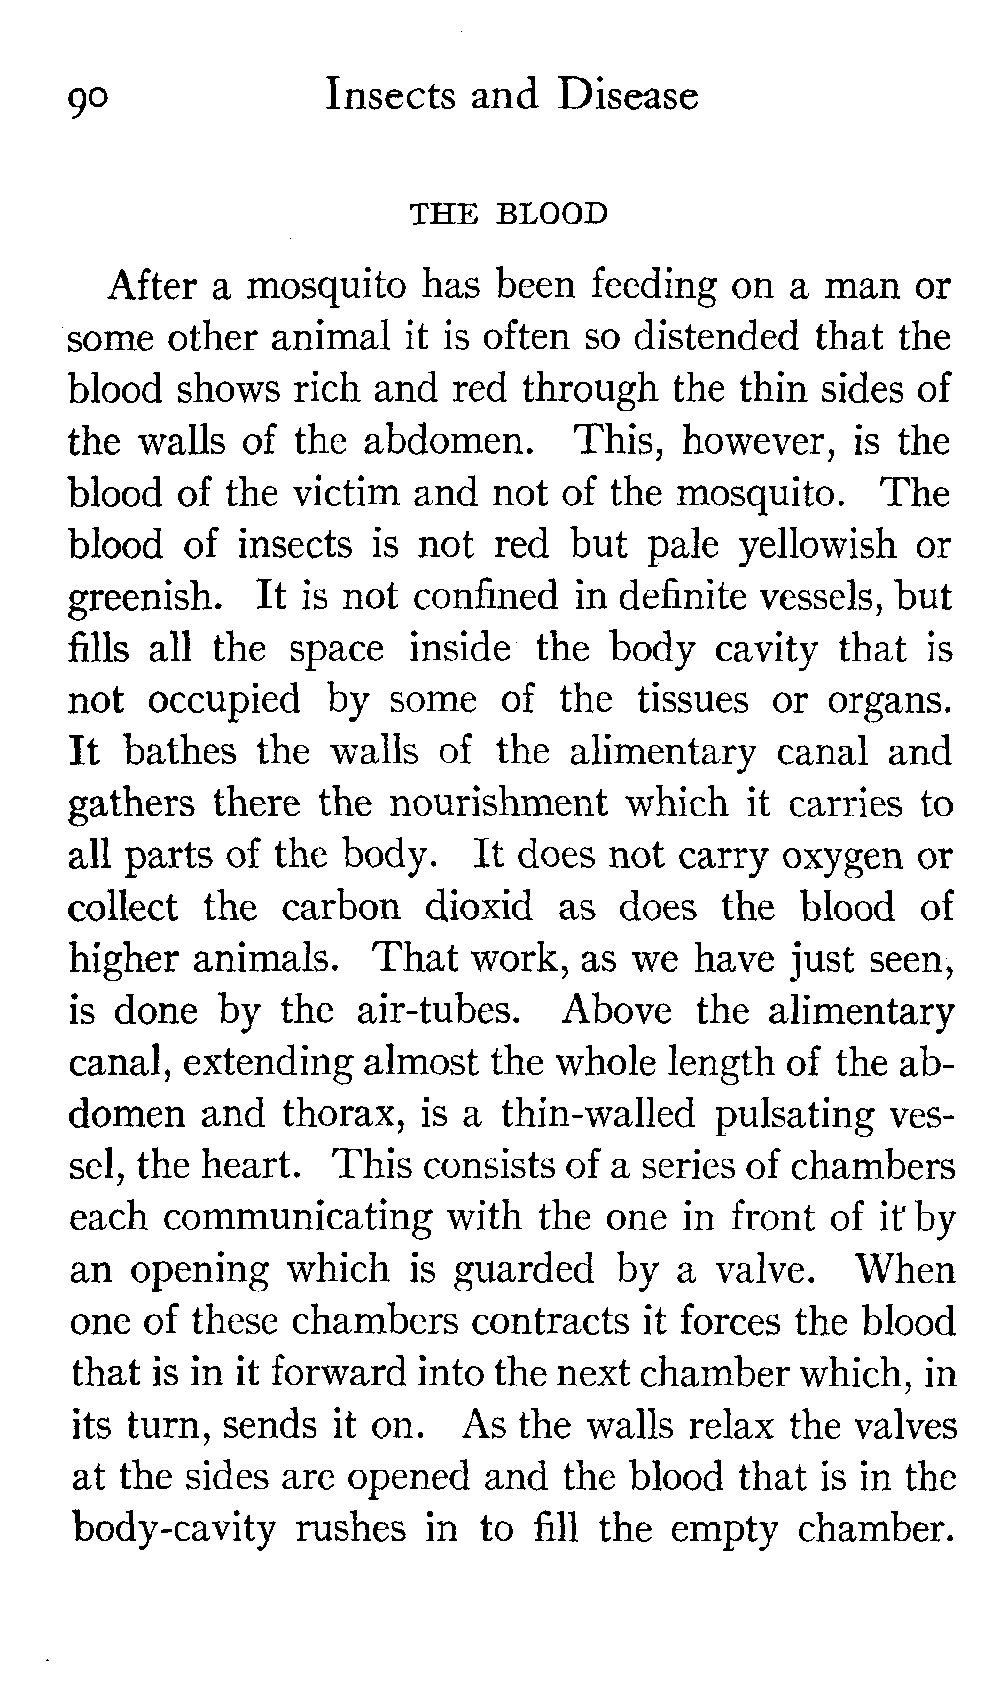 90 Insects and Disease
THE BLOOD
After a mosquito has been feeding on a man or
some other animal it is often so distended that the
blood shows rich and red through the thin sides of
the walls of the abdomen. This, however, is the
blood of the victim and not of the mosquito. The
blood of insects is not red but pale yellowish or
greenish. It is not confined in definite vessels, but
fills all the space inside the body cavity that is
not occupied by some of the tissues or organs.
It bathes the walls of the alimentary canal and
gathers there the nourishment which it carries to
all parts of the body. It does not carry oxygen or
collect the carbon dioxid as does the blood of
higher animals. That work, as we have just seen,
is done by the air-tubes. Above the alimentary
canal, extending almost the whole length of the ab-
domen and thorax, is a thin-walled pulsating ves-
sel, the heart. This consists of a series of chambers
each communicating with the one in front of it by
an opening which is guarded by a valve. When
one of these chambers contracts it forces the blood
that is in it forward into the next chamber which, in
its turn, sends it on. As the walls relax the valves
at the sides are opened and the blood that is in the
body-cavity rushes in to fill the empty chamber.